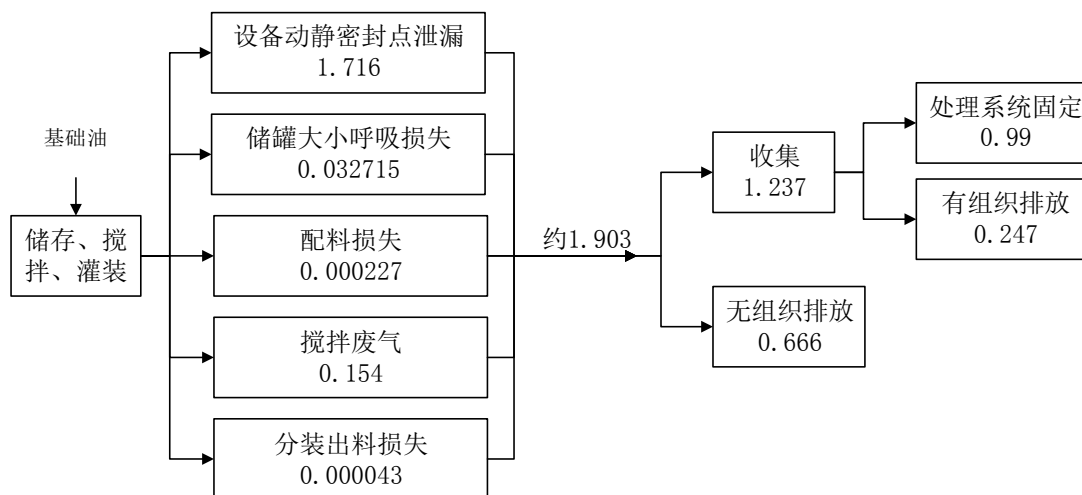 基础油
储存、搅
拌、灌装
设备动静密封点泄漏
1.716
储罐大小呼吸损失
0.032715
配料损失
0.000227
搅拌废气
0.154
分装出料损失
0.000043
约1.903
收集
1.237
无组织排放
0.666
处理系统固定
0.99
有组织排放
0.247